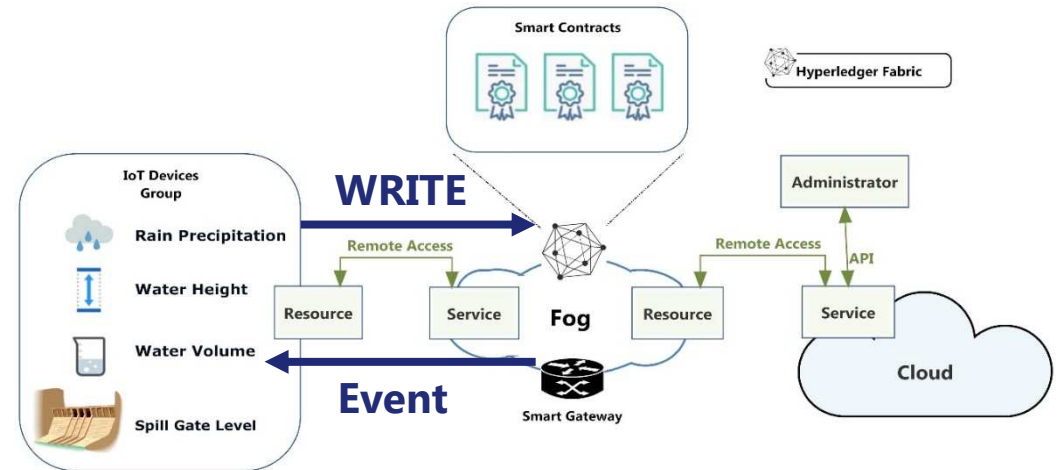 Smart Contracts
Hyperledger Fabric
IoT Devices
Group
Rain Precipitation
Water Height
Water Volume
Spill Gate Level
WRITE
Remote Access
Resource
Service
Fog
Resource
Event
Smart Gateway
Remote Access
Administrator
API
Service
Cloud